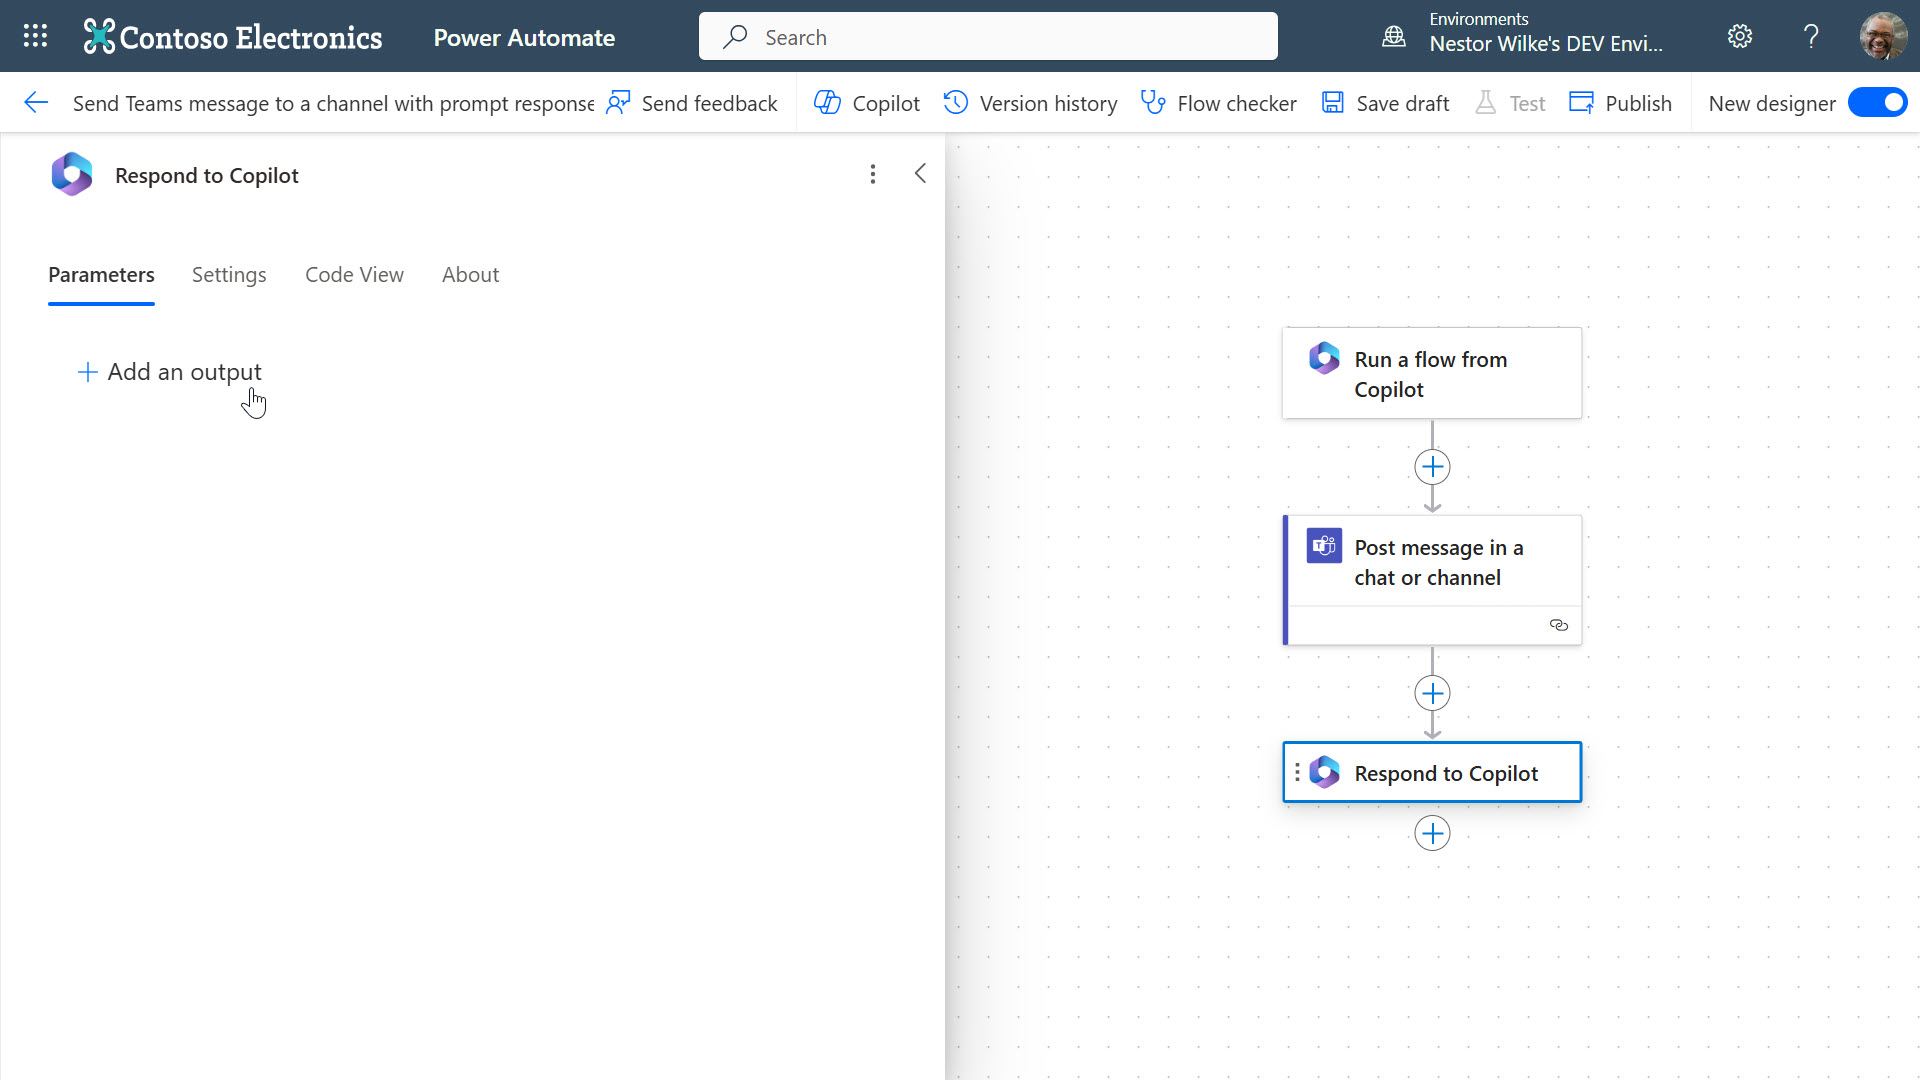 Contoso Electronics
Power Automate
Search
Environments
Nestor Wilke's DEV Envi...
Send Teams message to a channel with prompt response
Send feedback
Copilot
Version history
Flow checker
Save draft
Test
Publish
New designer
Respond to Copilot
Parameters
Settings
Code View
About
Add an output
Run a flow from
Copilot
Post message in a
chat or channel
Respond to Copilot